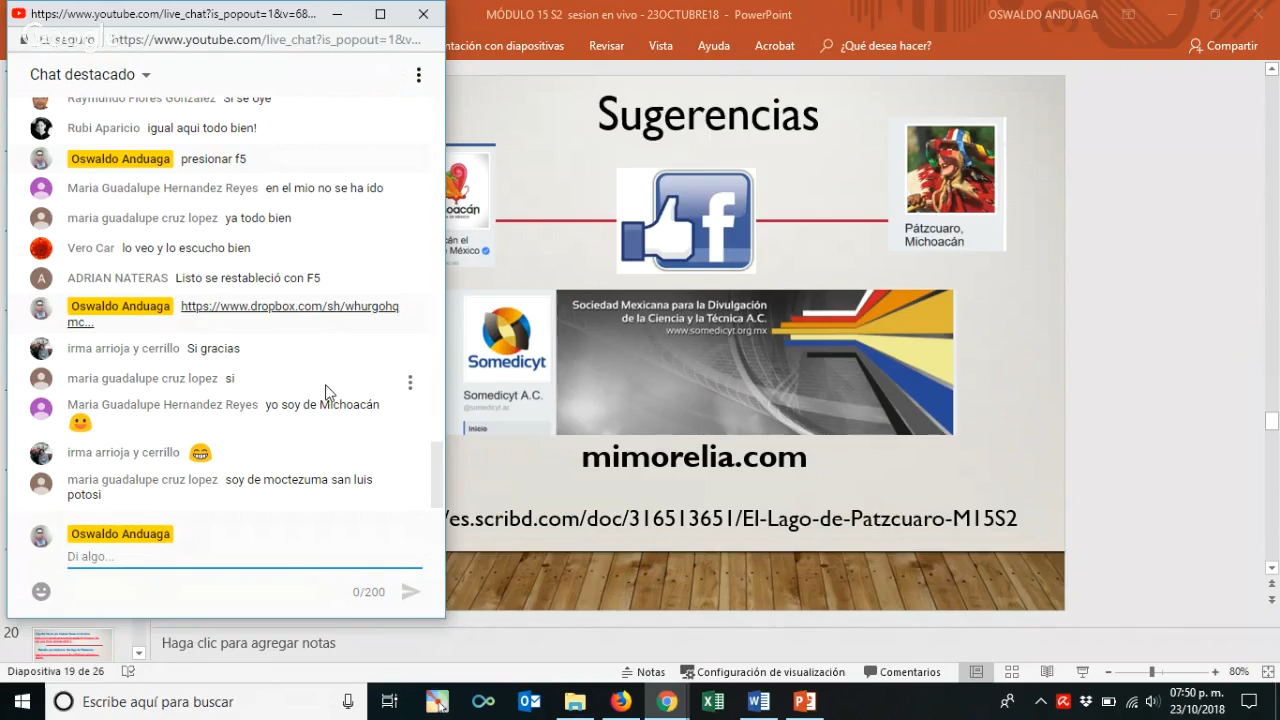 https://www.youtube.com/live_chat?is_popout=1&v=68...
https://www.youtube.com/live_chat?is_popout=1&v...
Chat destacado
Raymundo Flores González Si se oye
Rubi Aparicio igual aqui todo bien!
Oswaldo Anduaga presionar f5
Maria Guadalupe Hernandez Reyes en el mio no se ha ido
maria guadalupe cruz lopez ya todo bien
Vero Car lo veo y lo escucho bien
A ADRIAN NATERAS Listo se restableció con F5
Oswaldo Anduaga https://www.dropbox.com/sh/whurgohq
mc...
irma arrioja y cerrillo Si gracias
maria guadalupe cruz lopez si
Maria Guadalupe Hernandez Reyes yo soy de Michoacán
irma arrioja y cerrillo
maria guadalupe cruz lopez soy de moctezuma san luis
potosi
Oswaldo Anduaga
Di algo...
0/200
MÓDULO 15 S2 sesion en vivo - 23OCTUBRE18 - PowerPoint
OSWALDO ANDUAGA
ntación con diapositivas Revisar Vista Ayuda Acrobat ¿Qué desea hacer? Compartir
Sugerencias
hoacán
án el
México
f
Pátzcuaro,
Michoacán
Somedicyt
Somedicyt A.C.
@somedicyt.ac
Inicio
Sociedad Mexicana para la Divulgación
de la Ciencia y la Técnica A.C.
www.somedicyt.org.mx
mimorelia.com
/es.scribd.com/doc/316513651/El-Lago-de-Patzcuaro-M15S2
20
Haga clic para agregar notas
Diapositiva 19 de 26 Notas Configuración de visualización Comentarios 80%
Escribe aquí para buscar
07:50 p. m.
23/10/2018